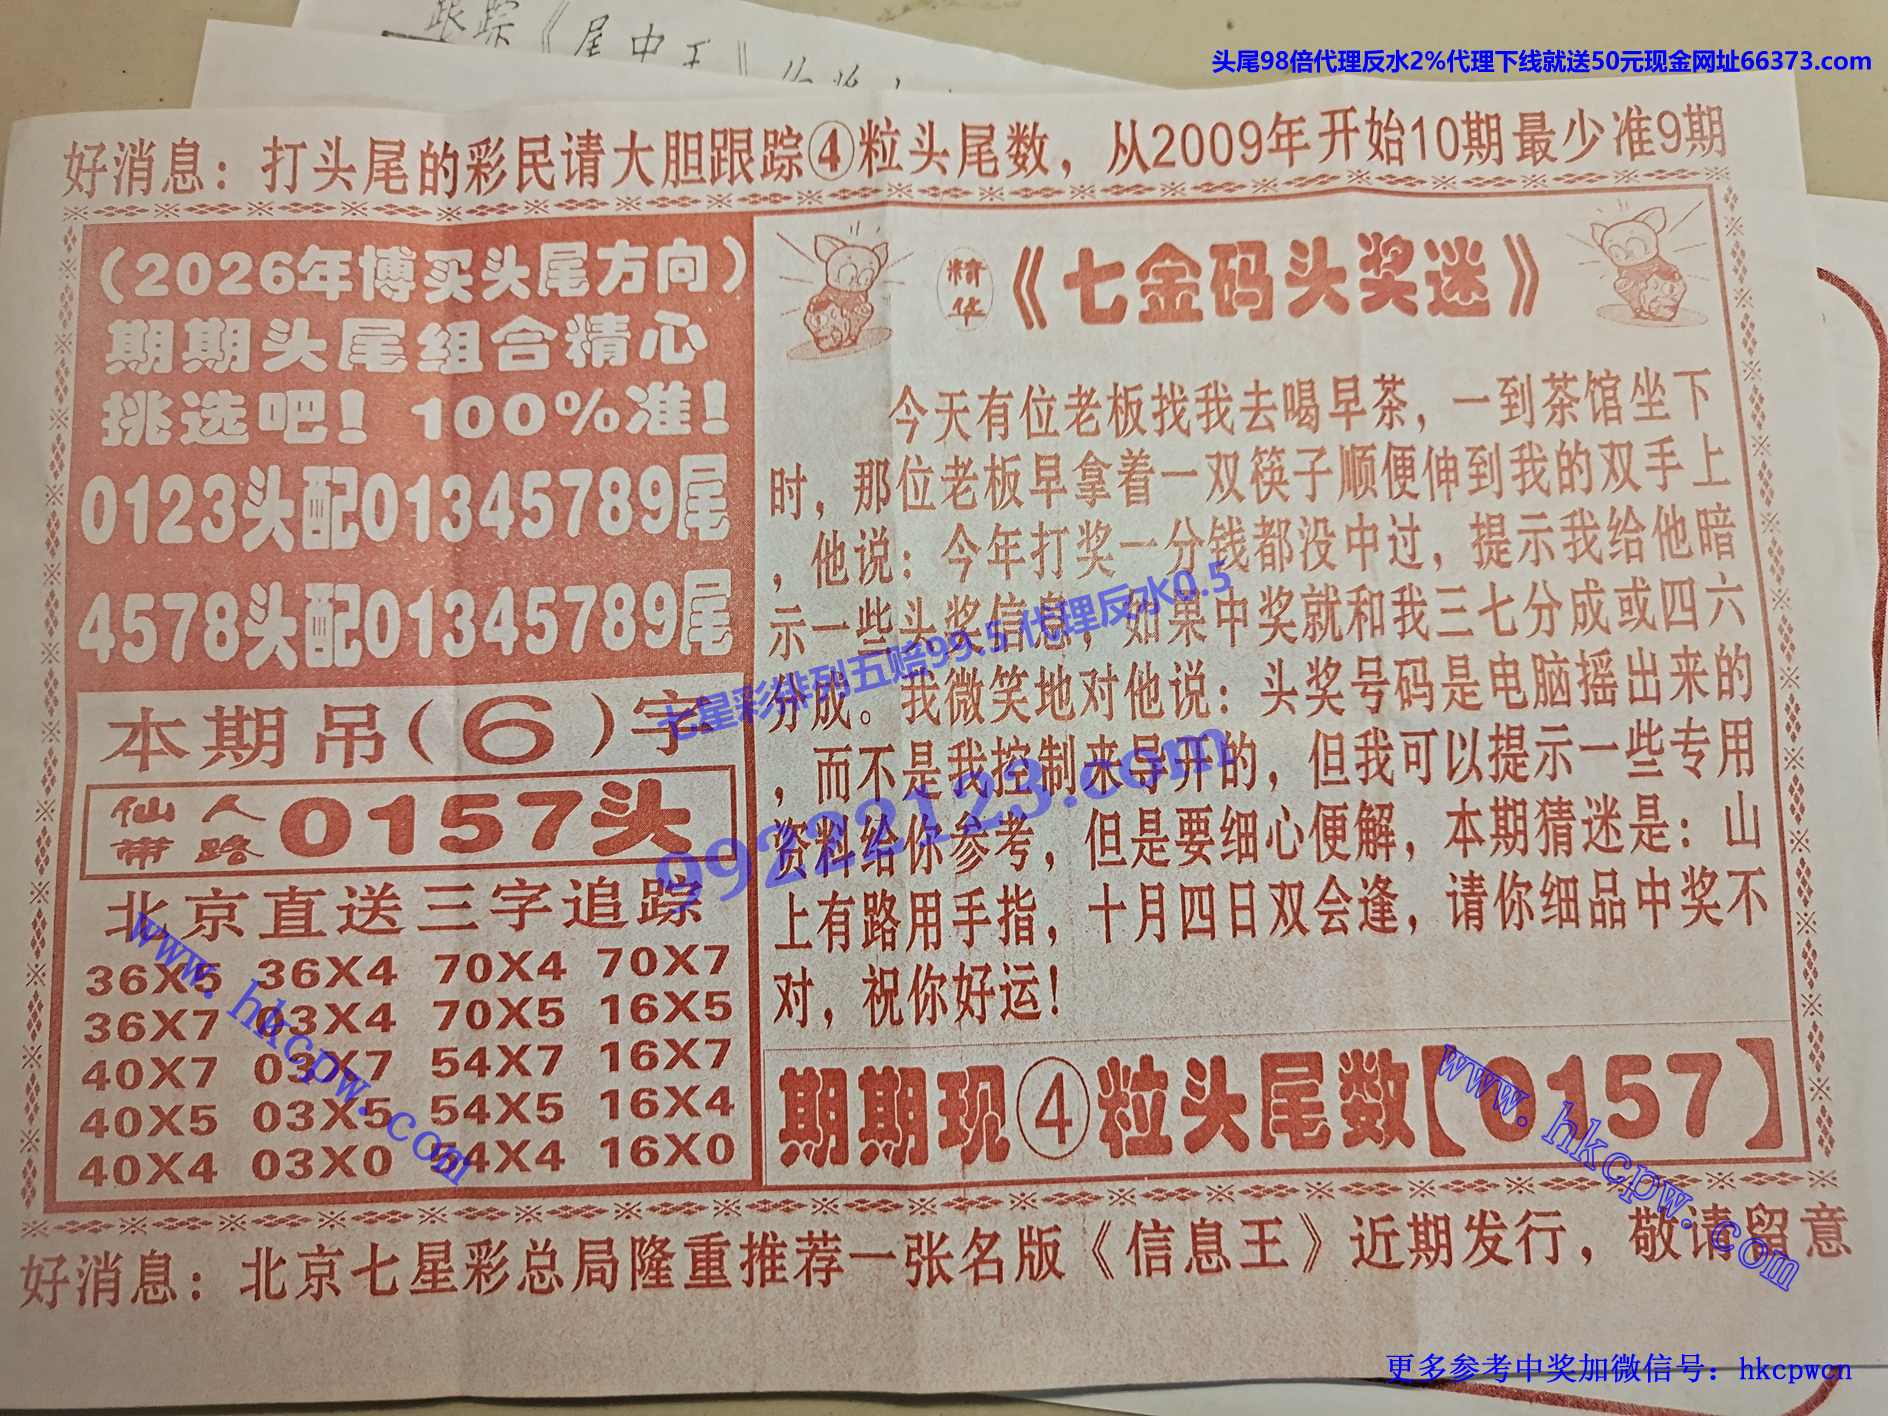 跟踪《尾中王》
头尾98倍代理反水2%代理下线就送50元现金网址66373.com
好消息：打头尾的彩民请大胆跟踪④粒头尾数，从2009年开始10期最少准9期
（2026年博买头尾方向）
期期头尾组合精心
挑选吧！100%准！
0123头配01345789尾
4578头配01345789尾
本期吊（6）字
仙人
带路
0157头
北京直送三字追踪
36X5 36X4 70X4 70X7
36X7 03X4 70X5 16X5
40X7 03X7 54X7 16X7
40X5 03X5 54X5 16X4
40X4 03X0 54X4 16X0
精华
《七金码头奖迷》
今天有位老板找我去喝早茶，一到茶馆坐下
时，那位老板早拿着一双筷子顺便伸到我的双手上
，他说：今年打奖一分钱都没中过，提示我给他暗
示一些头奖信息，如果中奖就和我三七分成或四六
分成。我微笑地对他说：头奖号码是电脑摇出来的
，而不是我控制来导开的，但我可以提示一些专用
资料给你参考，但是要细心便解，本期猜迷是：山
上有路用手指，十月四日双会逢，请你细品中奖不
对，祝你好运！
期期现④粒头尾数【0157】
好消息：北京七星彩总局隆重推荐一张名版《信息王》近期发行，敬请留意
七星彩排列五赔99.5 代理反水0.5
99222123.com
www.hkcpw.com
www.hkcpw.com
更多参考中奖加微信号：hkcpwcn